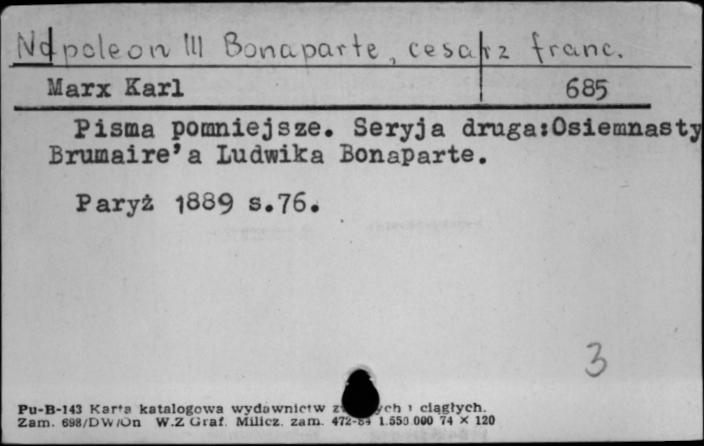 Napoleon III Bonaparte, cesarz franc.
Marx Karl 685
Pisma pomniejsze. Seryja druga:Osiemnasty
Brumaire'a Ludwika Bonaparte.
Paryż 1889 s.76.
3
Pu-B-143 Karta katalogowa wydawnictw i ciągłych.
Zam. 698/DW/On W.Z Graf. Milicz. zam. 1.550 000 74 × 120